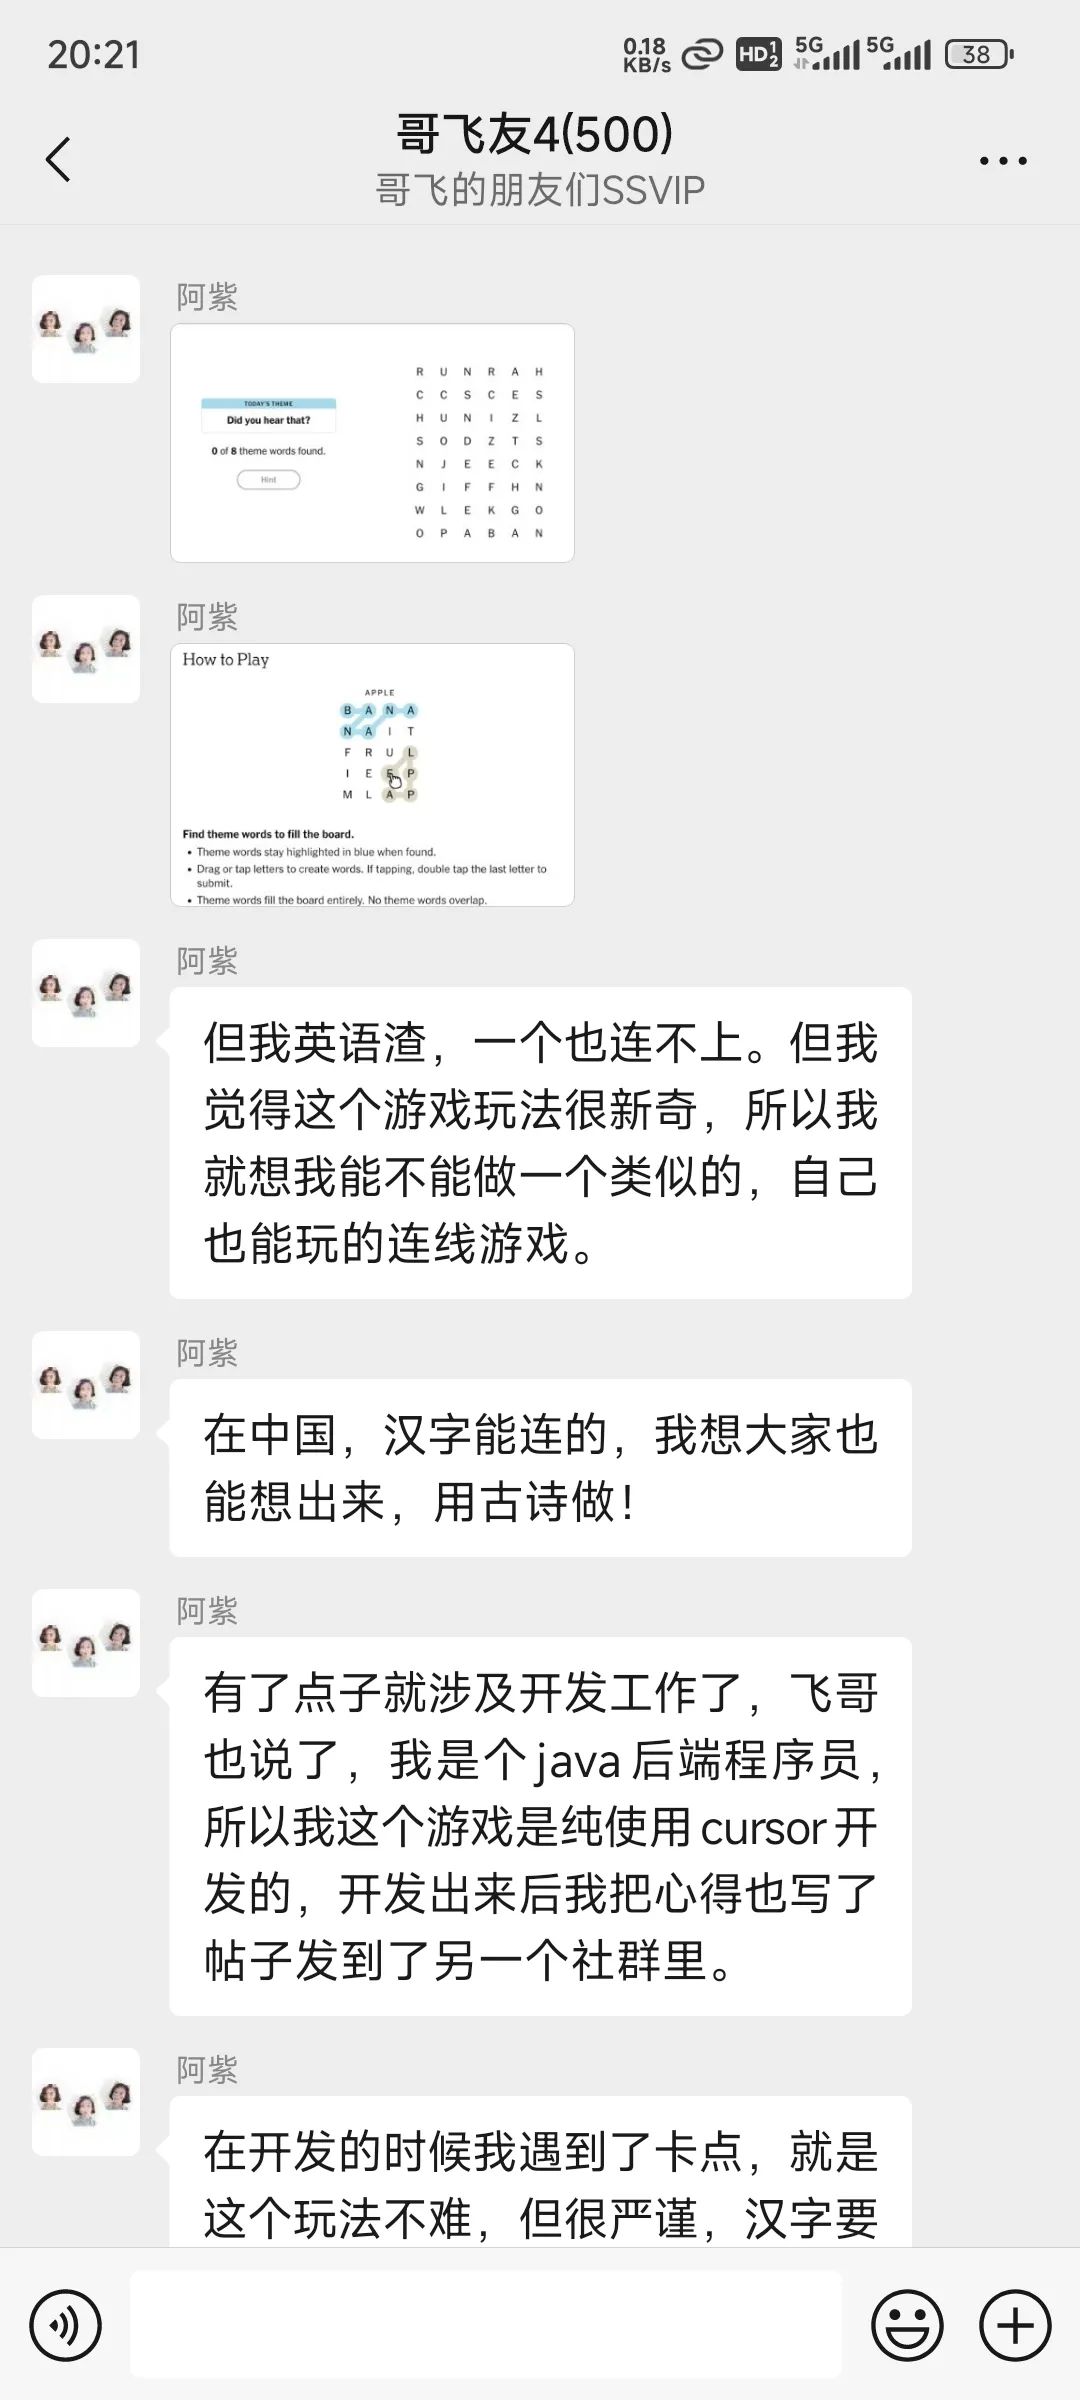 20:21
0.18
KB/s
HD 1
2
5G
5G
38
哥飞友4(500)
哥飞的朋友们SSVIP
阿紫
TODAY'S THEME
Did you hear that?
0 of 8 theme words found.
Hint
R U N R A H
C C S C E S
H U N I Z L
S O D Z T S
N J E E C K
G I F F H N
W L E K G O
O P A B A N
阿紫
How to Play
APPLE
B A N A
N A I T
F R U L
I E E P
M L A P
Find theme words to fill the board.
• Theme words stay highlighted in blue when found.
• Drag or tap letters to create words. If tapping, double tap the last letter to
submit.
• Theme words fill the board entirely. No theme words overlap.
阿紫
但我英语渣，一个也连不上。但我
觉得这个游戏玩法很新奇，所以我
就想我能不能做一个类似的，自己
也能玩的连线游戏。
阿紫
在中国，汉字能连的，我想大家也
能想出来，用古诗做！
阿紫
有了点子就涉及开发工作了，飞哥
也说了，我是个java后端程序员，
所以我这个游戏是纯使用cursor开
发的，开发出来后我把心得也写了
帖子发到了另一个社群里。
阿紫
在开发的时候我遇到了卡点，就是
这个玩法不难，但很严谨，汉字要